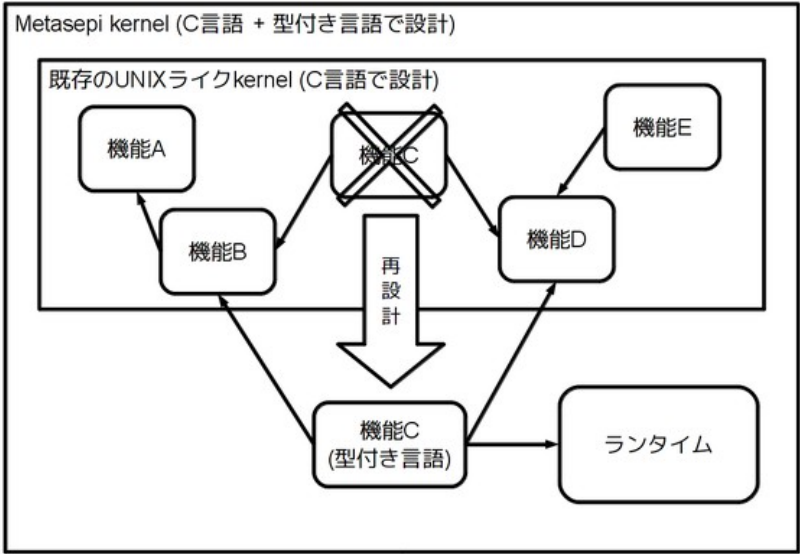 Metasepi kernel (C言語 + 型付き言語で設計)
既存のUNIXライクkernel (C言語で設計)
機能A
機能C
機能E
機能B
機能D
再
設
計
機能C
(型付き言語)
ランタイム